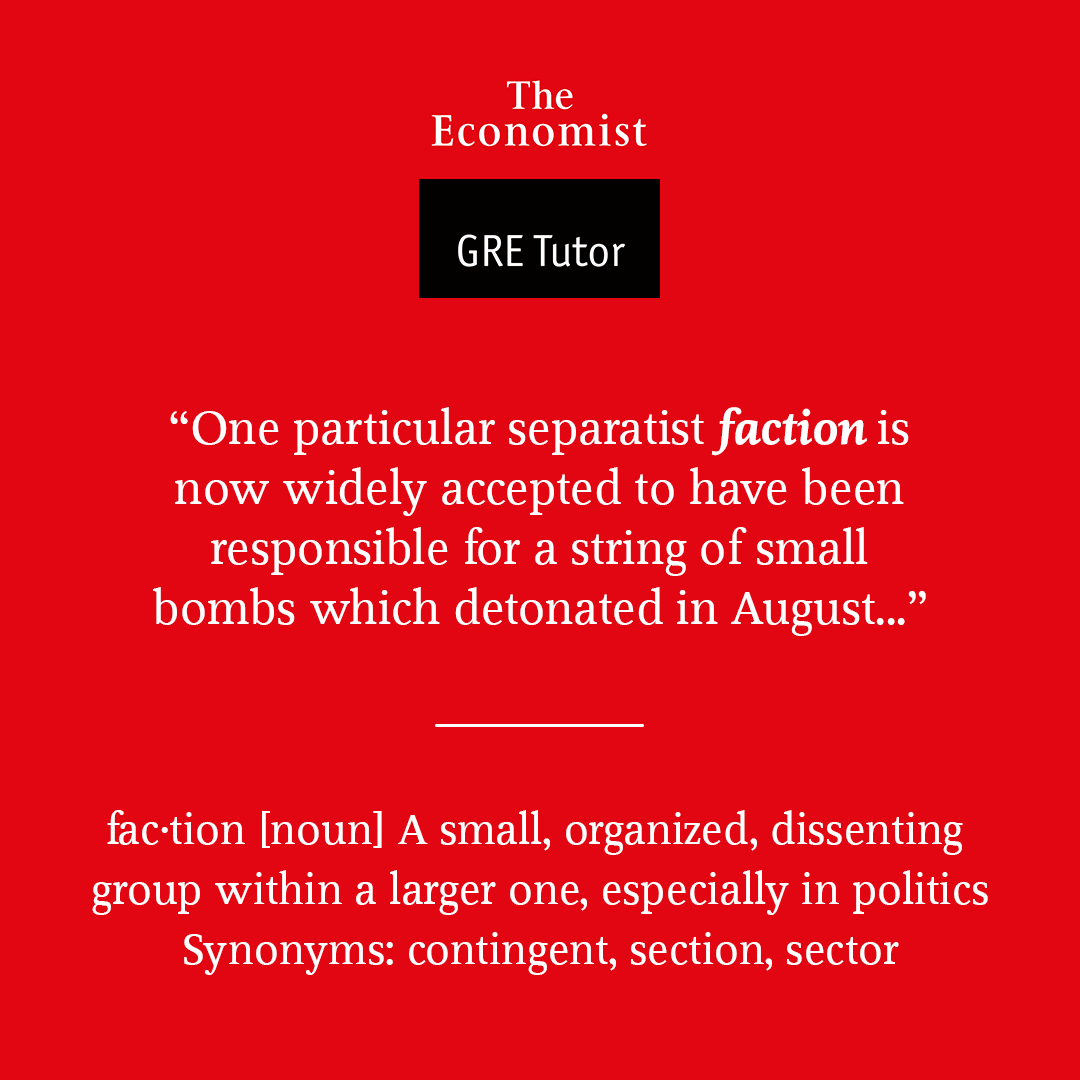 The
Economist
GRE Tutor
“One particular separatist faction is
now widely accepted to have been
responsible for a string of small
bombs which detonated in August...”
fac·tion [noun] A small, organized, dissenting
group within a larger one, especially in politics
Synonyms: contingent, section, sector